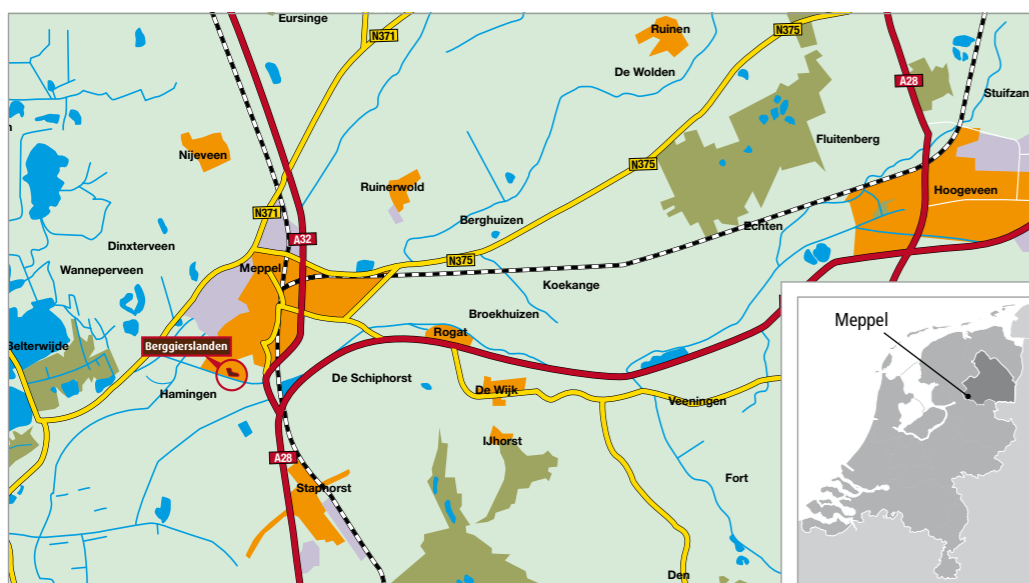 Eursinge
N371
Ruinen
N375
De Wolden
A28
Stuifzan
Fluitenberg
Nijeveen
N375
Ruinerwold
Hoogeveen
N371
Berghuizen
Echten
A32
Dinxterveen
N375
Wanneperveen
Meppel
Koekange
Broekhuizen
Meppel
Rogat
Belterwijde
Berggierslanden
De Schiphorst
De Wijk
Hamingen
Veeningen
IJhorst
A28
Fort
Staphorst
Den